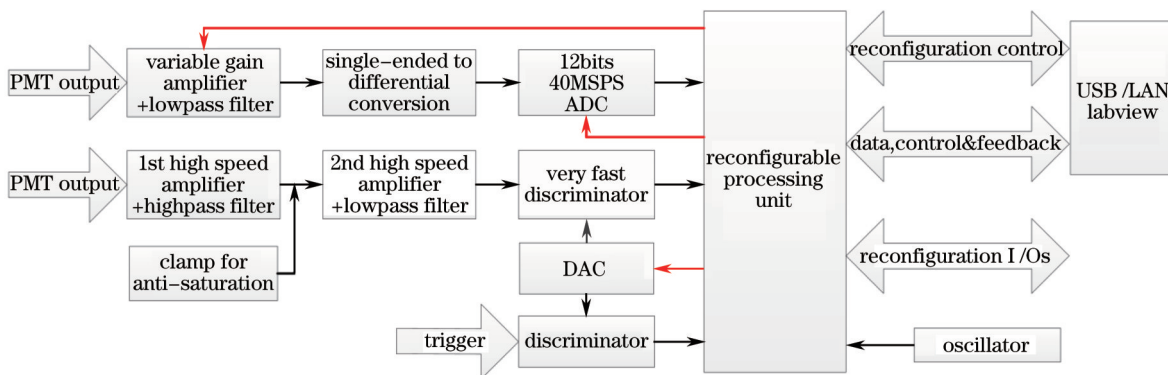 PMT output
variable gain
amplifier
+lowpass filter
single-ended to
differential
conversion
12bits
40MSPS
ADC
reconfiguration control
USB /LAN
labview
data,control&feedback
PMT output
1st high speed
amplifier
+highpass filter
2nd high speed
amplifier
+lowpass filter
very fast
discriminator
reconfigurable
processing
unit
clamp for
anti-saturation
DAC
reconfiguration I /Os
trigger
discriminator
oscillator